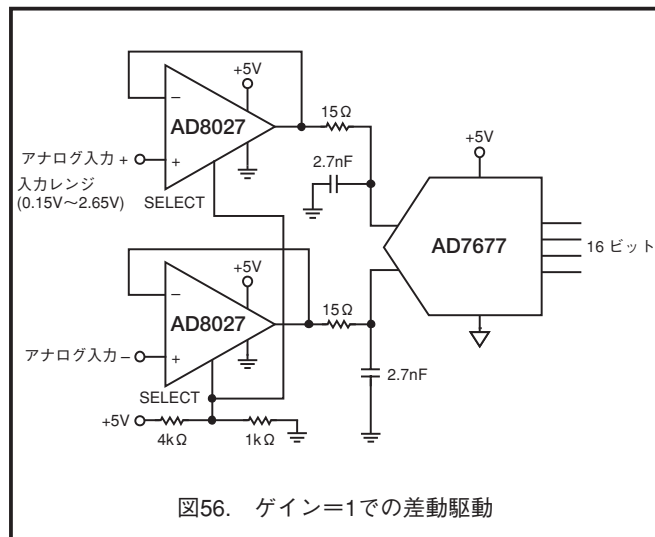 +5V
−
AD8027
15Ω
アナログ入力 +
+
入力レンジ
(0.15V～2.65V)
SELECT
2.7nF
+5V
AD7677
16 ビット
+5V
−
AD8027
15Ω
アナログ入力 −
+
SELECT
2.7nF
+5V
4kΩ
1kΩ
図56. ゲイン＝1での差動駆動